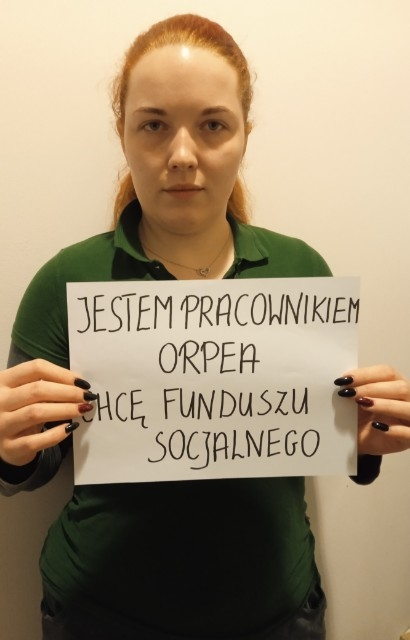 JESTEM PRACOWNIKIEM
ORPEA
CHCĘ FUNDUSZU
SOCJALNEGO